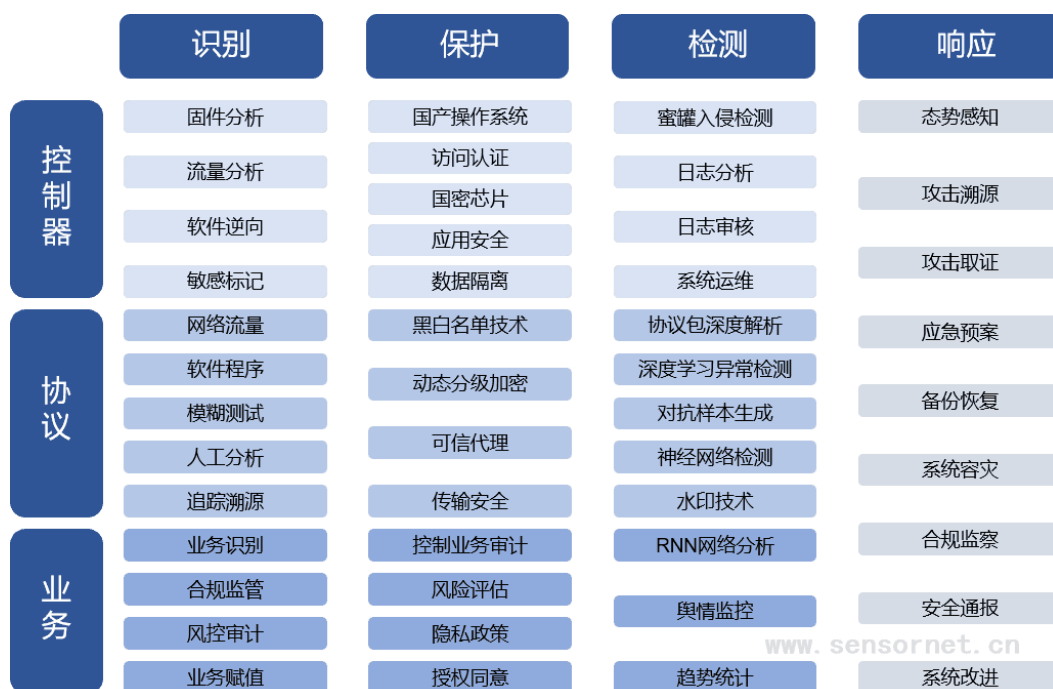 识别
保护
检测
响应
控制器
固件分析
国产操作系统
蜜罐入侵检测
态势感知
流量分析
访问认证
日志分析
攻击溯源
国密芯片
软件逆向
应用安全
日志审核
攻击取证
敏感标记
数据隔离
系统运维
协议
网络流量
黑白名单技术
协议包深度解析
应急预案
软件程序
动态分级加密
深度学习异常检测
备份恢复
模糊测试
可信代理
对抗样本生成
人工分析
神经网络检测
系统容灾
追踪溯源
传输安全
水印技术
业务
业务识别
控制业务审计
RNN网络分析
合规监察
合规监管
风险评估
舆情监控
安全通报
风控审计
隐私政策
www.sensornet.cn
业务赋值
授权同意
趋势统计
系统改进